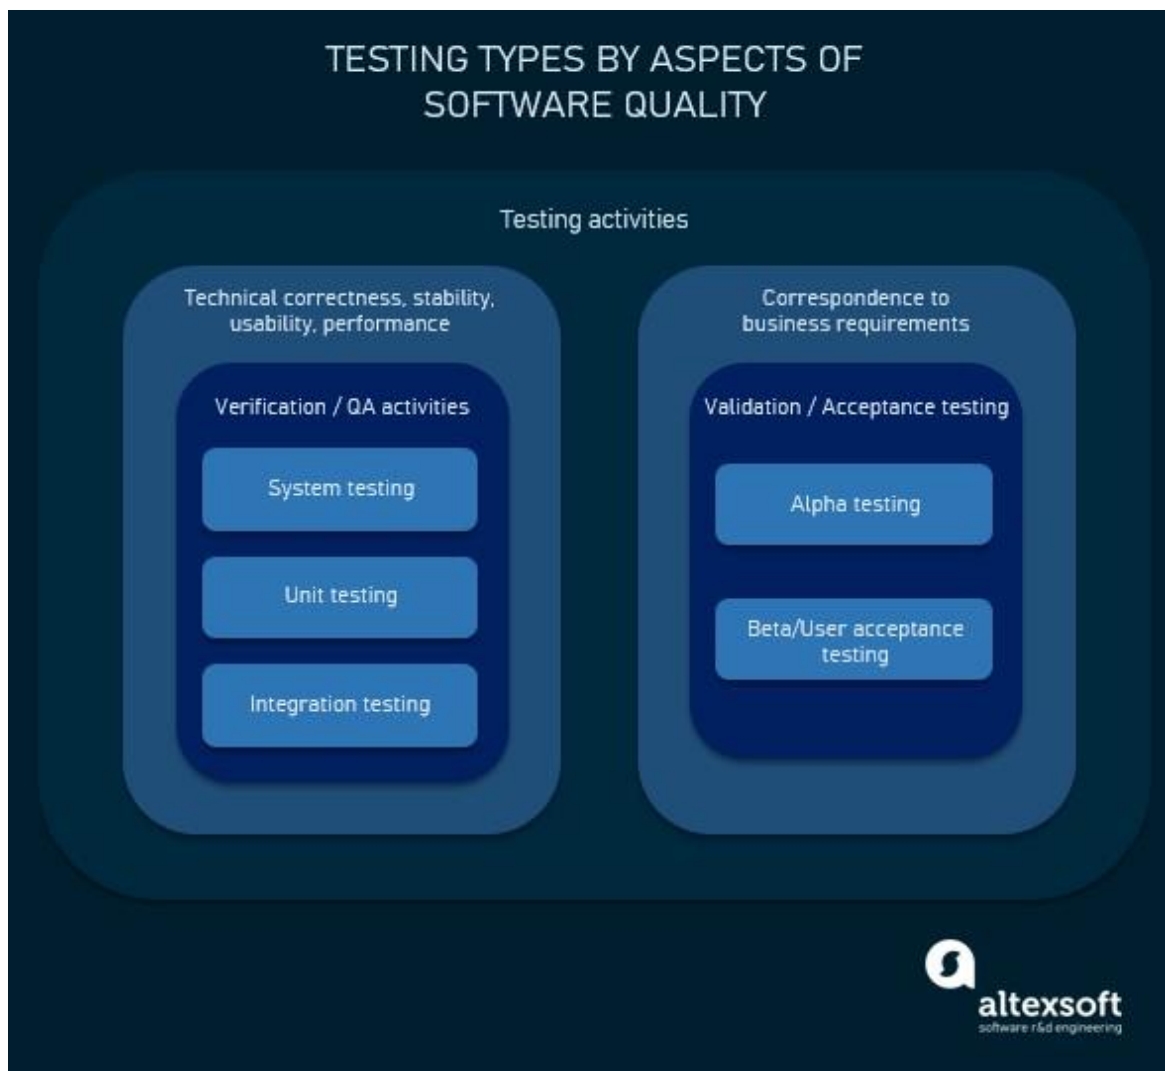 TESTING TYPES BY ASPECTS OF
SOFTWARE QUALITY
Testing activities
Technical correctness, stability,
usability, performance
Verification / QA activities
System testing
Unit testing
Integration testing
Correspondence to
business requirements
Validation / Acceptance testing
Alpha testing
Beta/User acceptance
testing
altexsoft
software r&d engineering